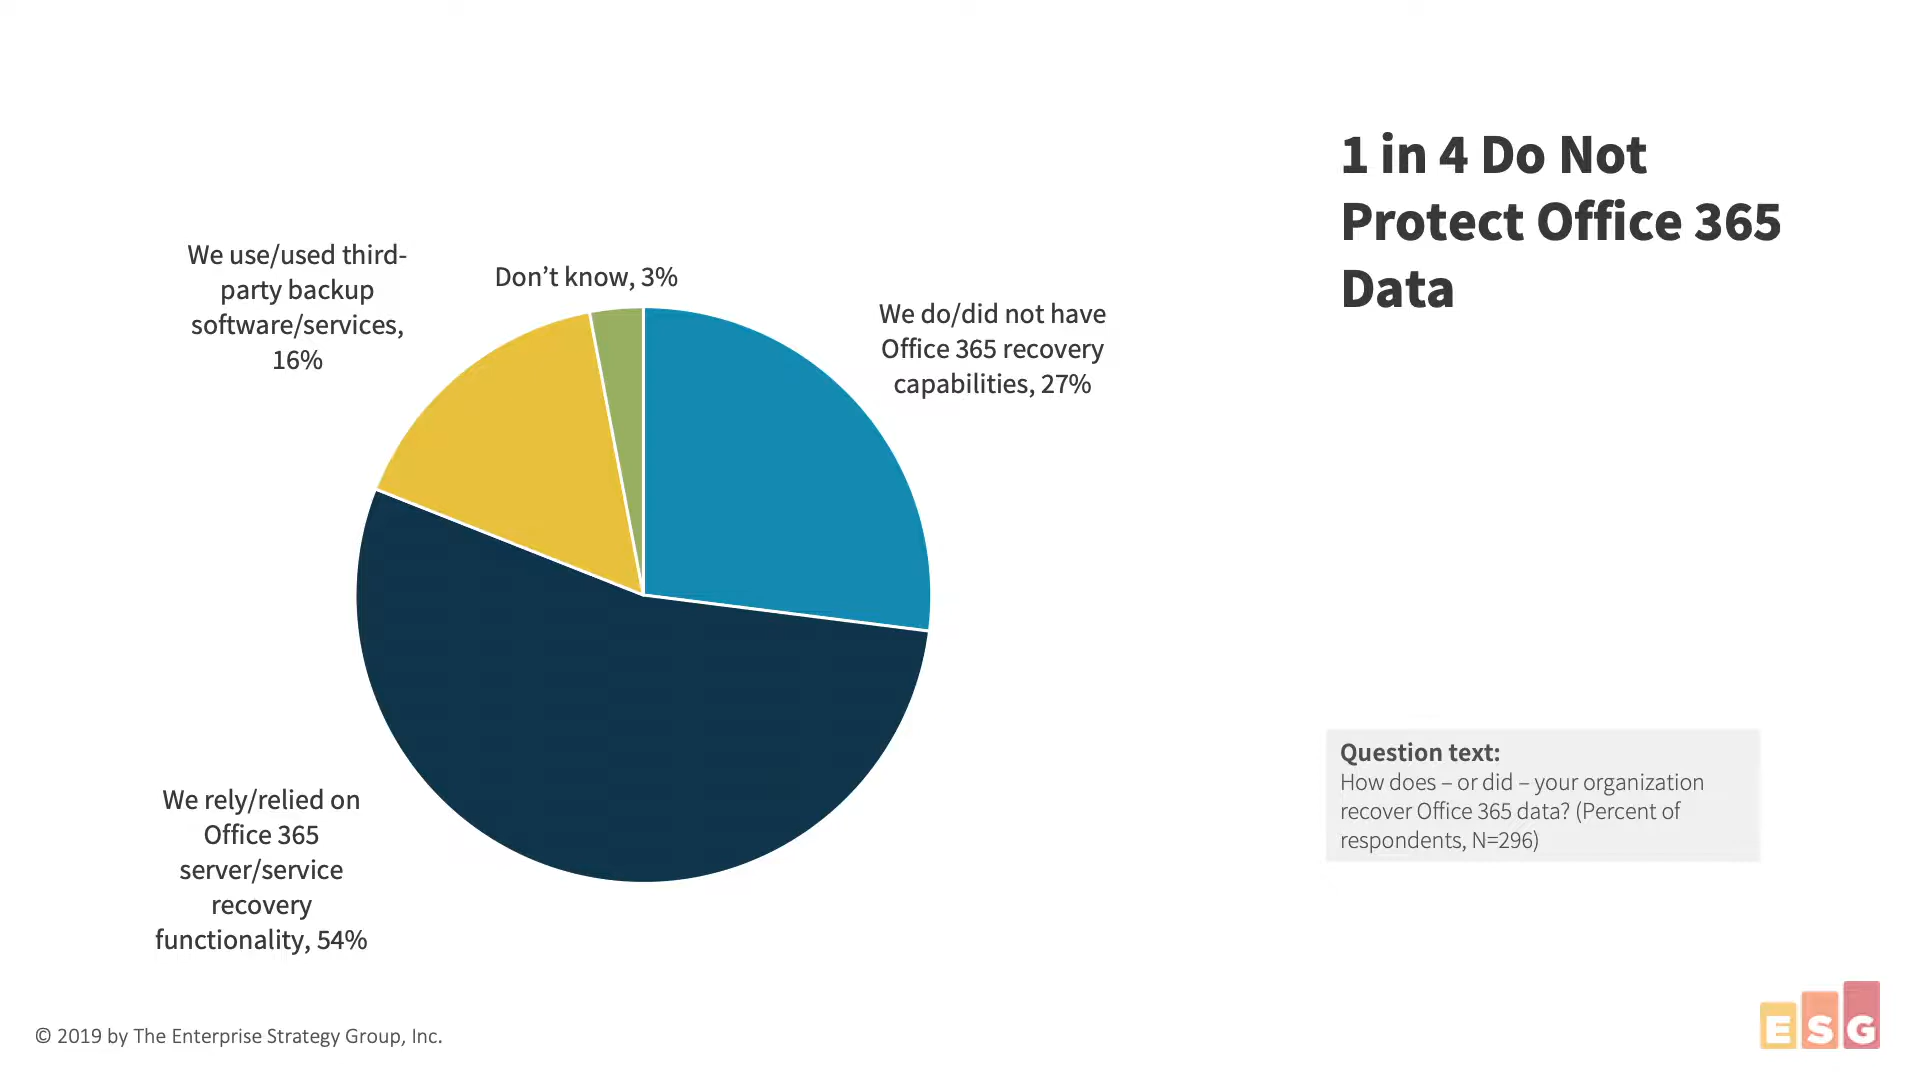 1 in 4 Do Not
Protect Office 365
Data
We use/used third-
party backup
software/services,
16%
Don’t know, 3%
We do/did not have
Office 365 recovery
capabilities, 27%
We rely/relied on
Office 365
server/service
recovery
functionality, 54%
Question text:
How does – or did – your organization
recover Office 365 data? (Percent of
respondents, N=296)
© 2019 by The Enterprise Strategy Group, Inc.
ESG